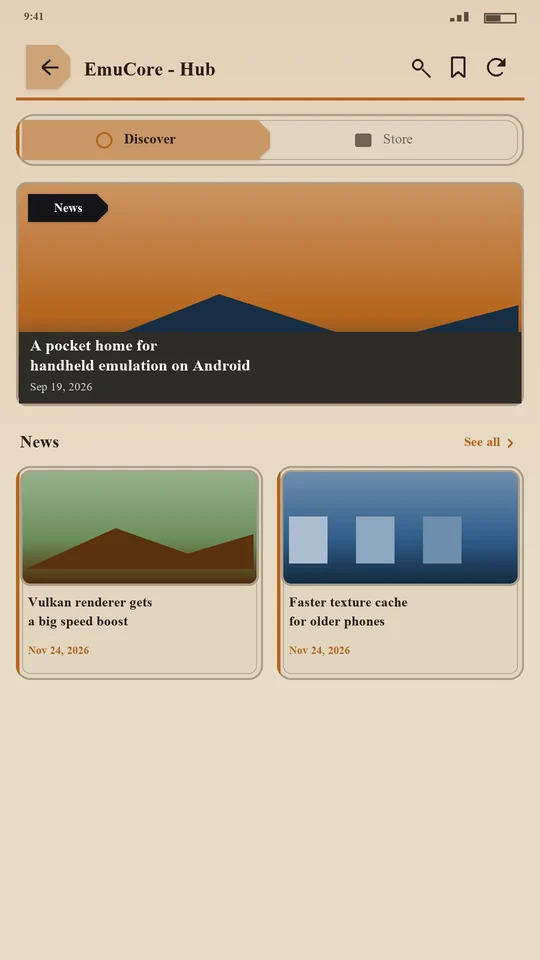 9:41
EmuCore - Hub
Discover
Store
News
A pocket home for
handheld emulation on Android
Sep 19, 2026
News
See all
Vulkan renderer gets
a big speed boost
Nov 24, 2026
Faster texture cache
for older phones
Nov 24, 2026